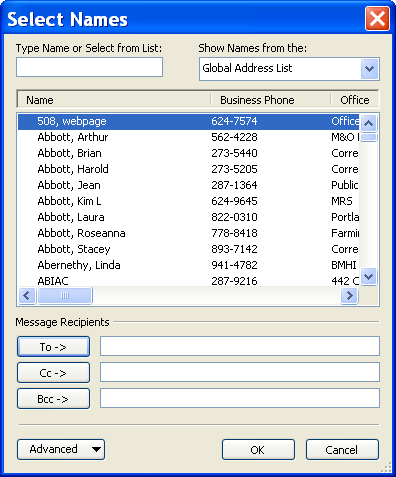 Select Names
Type Name or Select from List: Show Names from the:
Global Address List
Name Business Phone Office
508, webpage 624-7574 Office
Abbott, Arthur 562-4228 M&O
Abbott, Brian 273-5440 Corre
Abbott, Harold 273-5205 Corre
Abbott, Jean 287-1364 Public
Abbott, Kim L 624-9645 MRS
Abbott, Laura 822-0310 Portla
Abbott, Roseanna 778-8418 Farmin
Abbott, Stacey 893-7142 Corre
Abernethy, Linda 941-4782 BMHI
ABIAC 287-9216 442 C
Message Recipients
To ->
Cc ->
Bcc ->
Advanced OK Cancel